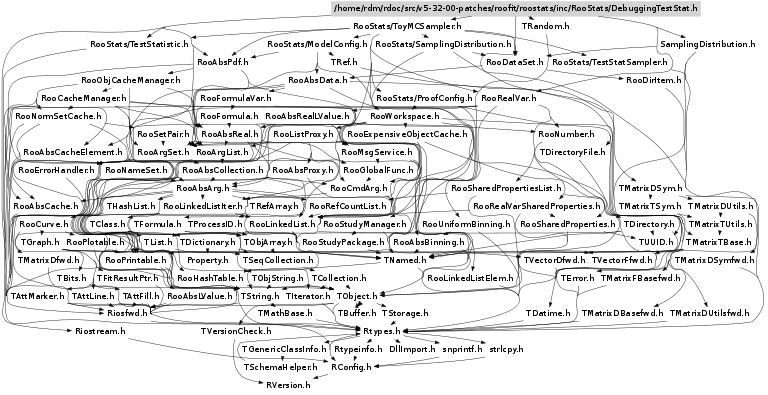 /home/rdm/rdoc/src/v5-32-00-patches/roofit/roostats/inc/RooStats/DebuggingTestStat.h
RooStats/ToyMCSampler.h TRandom.h
RooStats/TestStatistic.h RooStats/ModelConfig.h RooStats/SamplingDistribution.h SamplingDistribution.h
RooAbsPdf.h TRef.h RooDataSet.h RooStats/TestStatSampler.h
RooObjCacheManager.h RooAbsData.h RooDirItem.h
RooCacheManager.h RooFormulaVar.h RooStats/ProofConfig.h RooRealVar.h
RooNormSetCache.h RooFormula.h RooAbsRealLValue.h RooWorkspace.h
RooSetPair.h RooAbsReal.h RooListProxy.h RooExpensiveObjectCache.h RooNumber.h
RooAbsCacheElement.h RooArgSet.h RooArgList.h RooMsgService.h TDirectoryFile.h
RooErrorHandler.h RooNameSet.h RooAbsCollection.h RooAbsProxy.h RooGlobalFunc.h
RooAbsArg.h RooCmdArg.h RooSharedPropertiesList.h TMatrixDSym.h TMatrixDUtils.h
RooAbsCache.h THashList.h RooLinkedListIter.h TRefArray.h RooRefCountList.h RooRealVarSharedProperties.h TMatrixTSym.h
RooCurve.h TClass.h TFormula.h TProcessID.h RooLinkedList.h RooStudyManager.h RooUniformBinning.h RooSharedProperties.h TDirectory.h TMatrixTUtils.h
TGraph.h RooPlotable.h TList.h TDictionary.h TObjArray.h RooStudyPackage.h RooAbsBinning.h TUUID.h TMatrixTBase.h
TMatrixDfwd.h RooPrintable.h Property.h TSeqCollection.h TNamed.h TVectorDfwd.h TVectorFfwd.h TMatrixDSymfwd.h
TBits.h TFitResultPtr.h RooHashTable.h TObjString.h TCollection.h RooLinkedListElem.h TError.h TMatrixFBasefwd.h
TAttMarker.h TAttLine.h TAttFill.h RooAbsLValue.h TString.h TIterator.h TObject.h
Riosfwd.h TMathBase.h TBuffer.h TStorage.h TDatime.h TMatrixDBasefwd.h TMatrixDUtilsfwd.h
Riostream.h TVersionCheck.h Rtypes.h
TGenericClassInfo.h Rtypeinfo.h DllImport.h snprintf.h strlcpy.h
TSchemaHelper.h RConfig.h
RVersion.h